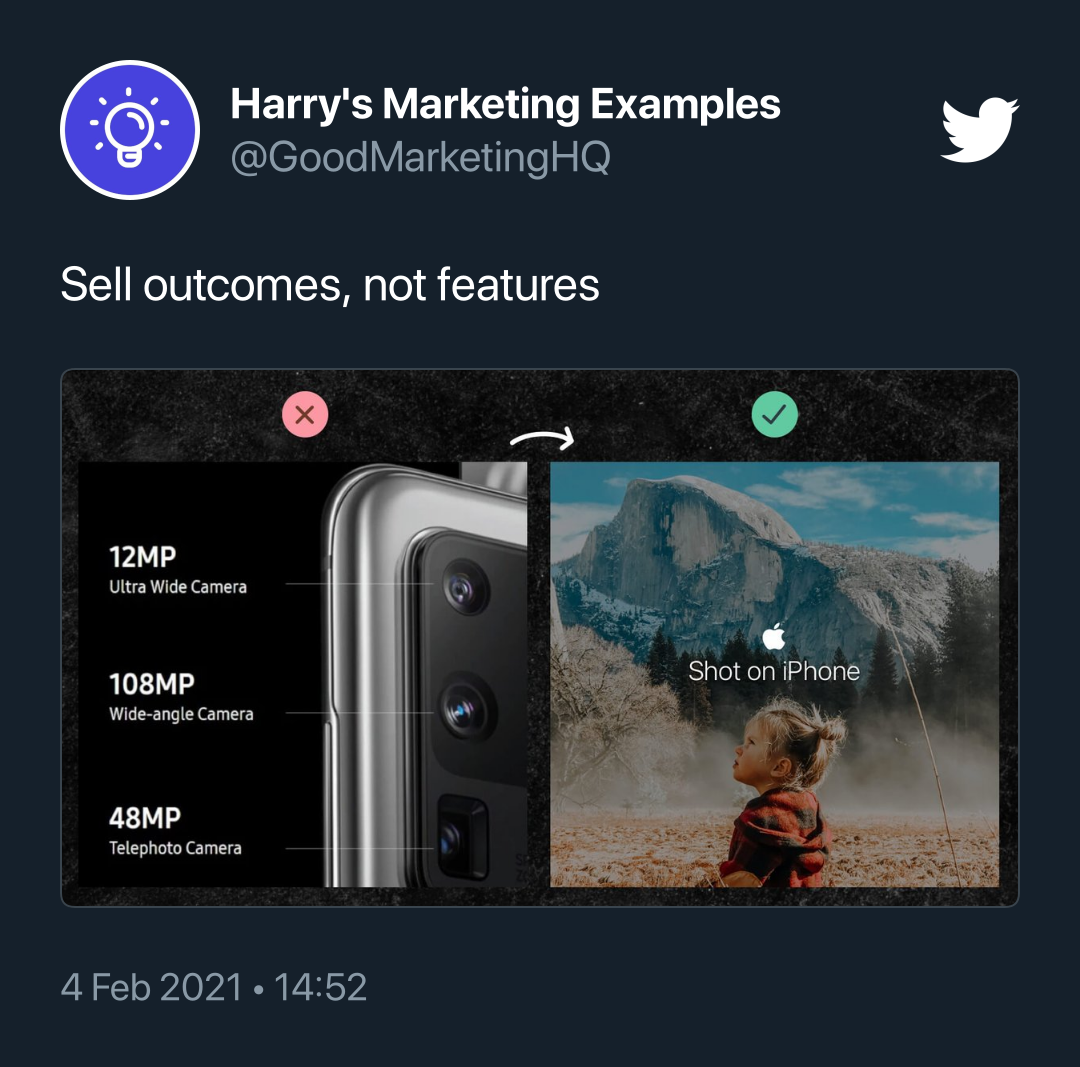 Harry's Marketing Examples
@GoodMarketingHQ
Sell outcomes, not features
12MP
Ultra Wide Camera
108MP
Wide-angle Camera
48MP
Telephoto Camera
Shot on iPhone
4 Feb 2021 • 14:52